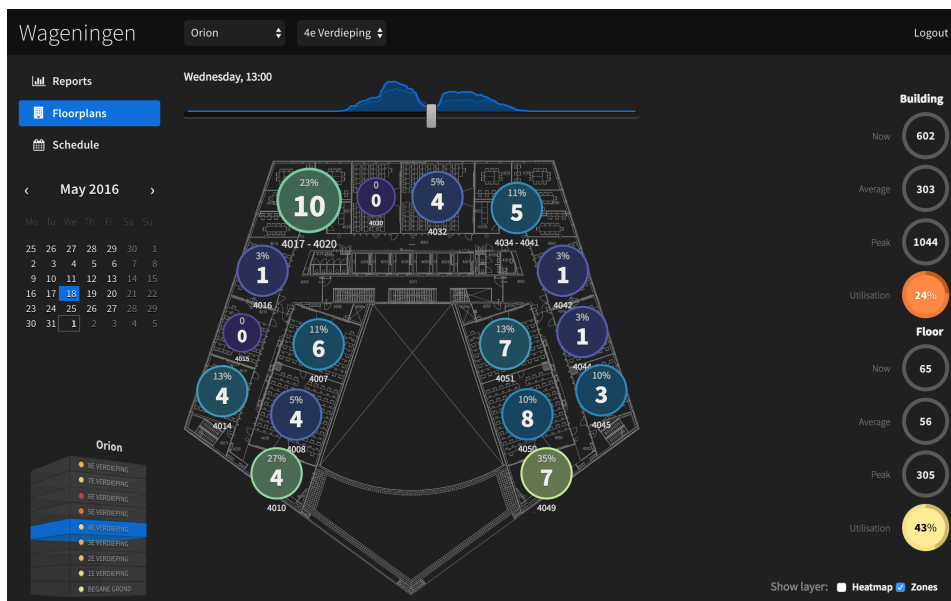 Wageningen
Orion
4e Verdieping
Logout
Reports
Floorplans
Schedule
‹ May 2016 ›
Mo Tu We Th Fr Sa Su
25 26 27 28 29 30 1
2 3 4 5 6 7 8
9 10 11 12 13 14 15
16 17 18 19 20 21 22
23 24 25 26 27 28 29
30 31 1 2 3 4 5
Orion
8E VERDIEPING
7E VERDIEPING
6E VERDIEPING
5E VERDIEPING
4E VERDIEPING
3E VERDIEPING
2E VERDIEPING
1E VERDIEPING
BEGANE GROND
Wednesday, 13:00
23%
10
4017 - 4020
0
0
4030
5%
4
4032
11%
5
4034 - 4041
3%
1
4016
3%
1
4042
0
0
4015
11%
6
4007
13%
7
4051
3%
1
4044
13%
4
4014
5%
4
4008
10%
8
4050
10%
3
4045
27%
4
4010
35%
7
4049
Building
Now 602
Average 303
Peak 1044
Utilisation 24%
Floor
Now 65
Average 56
Peak 305
Utilisation 43%
Show layer: Heatmap Zones